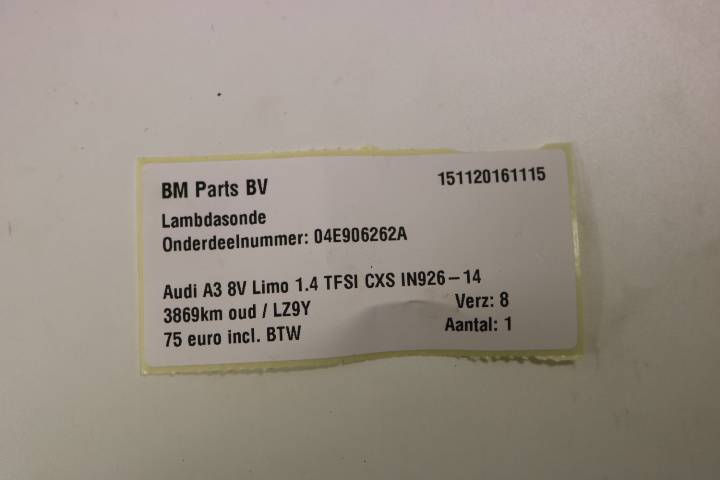 BM Parts BV 151120161115
Lambdasonde
Onderdeelnummer: 04E906262A
Audi A3 8V Limo 1.4 TFSI CXS IN926-14
3869km oud / LZ9Y Verz: 8
75 euro incl. BTW Aantal: 1